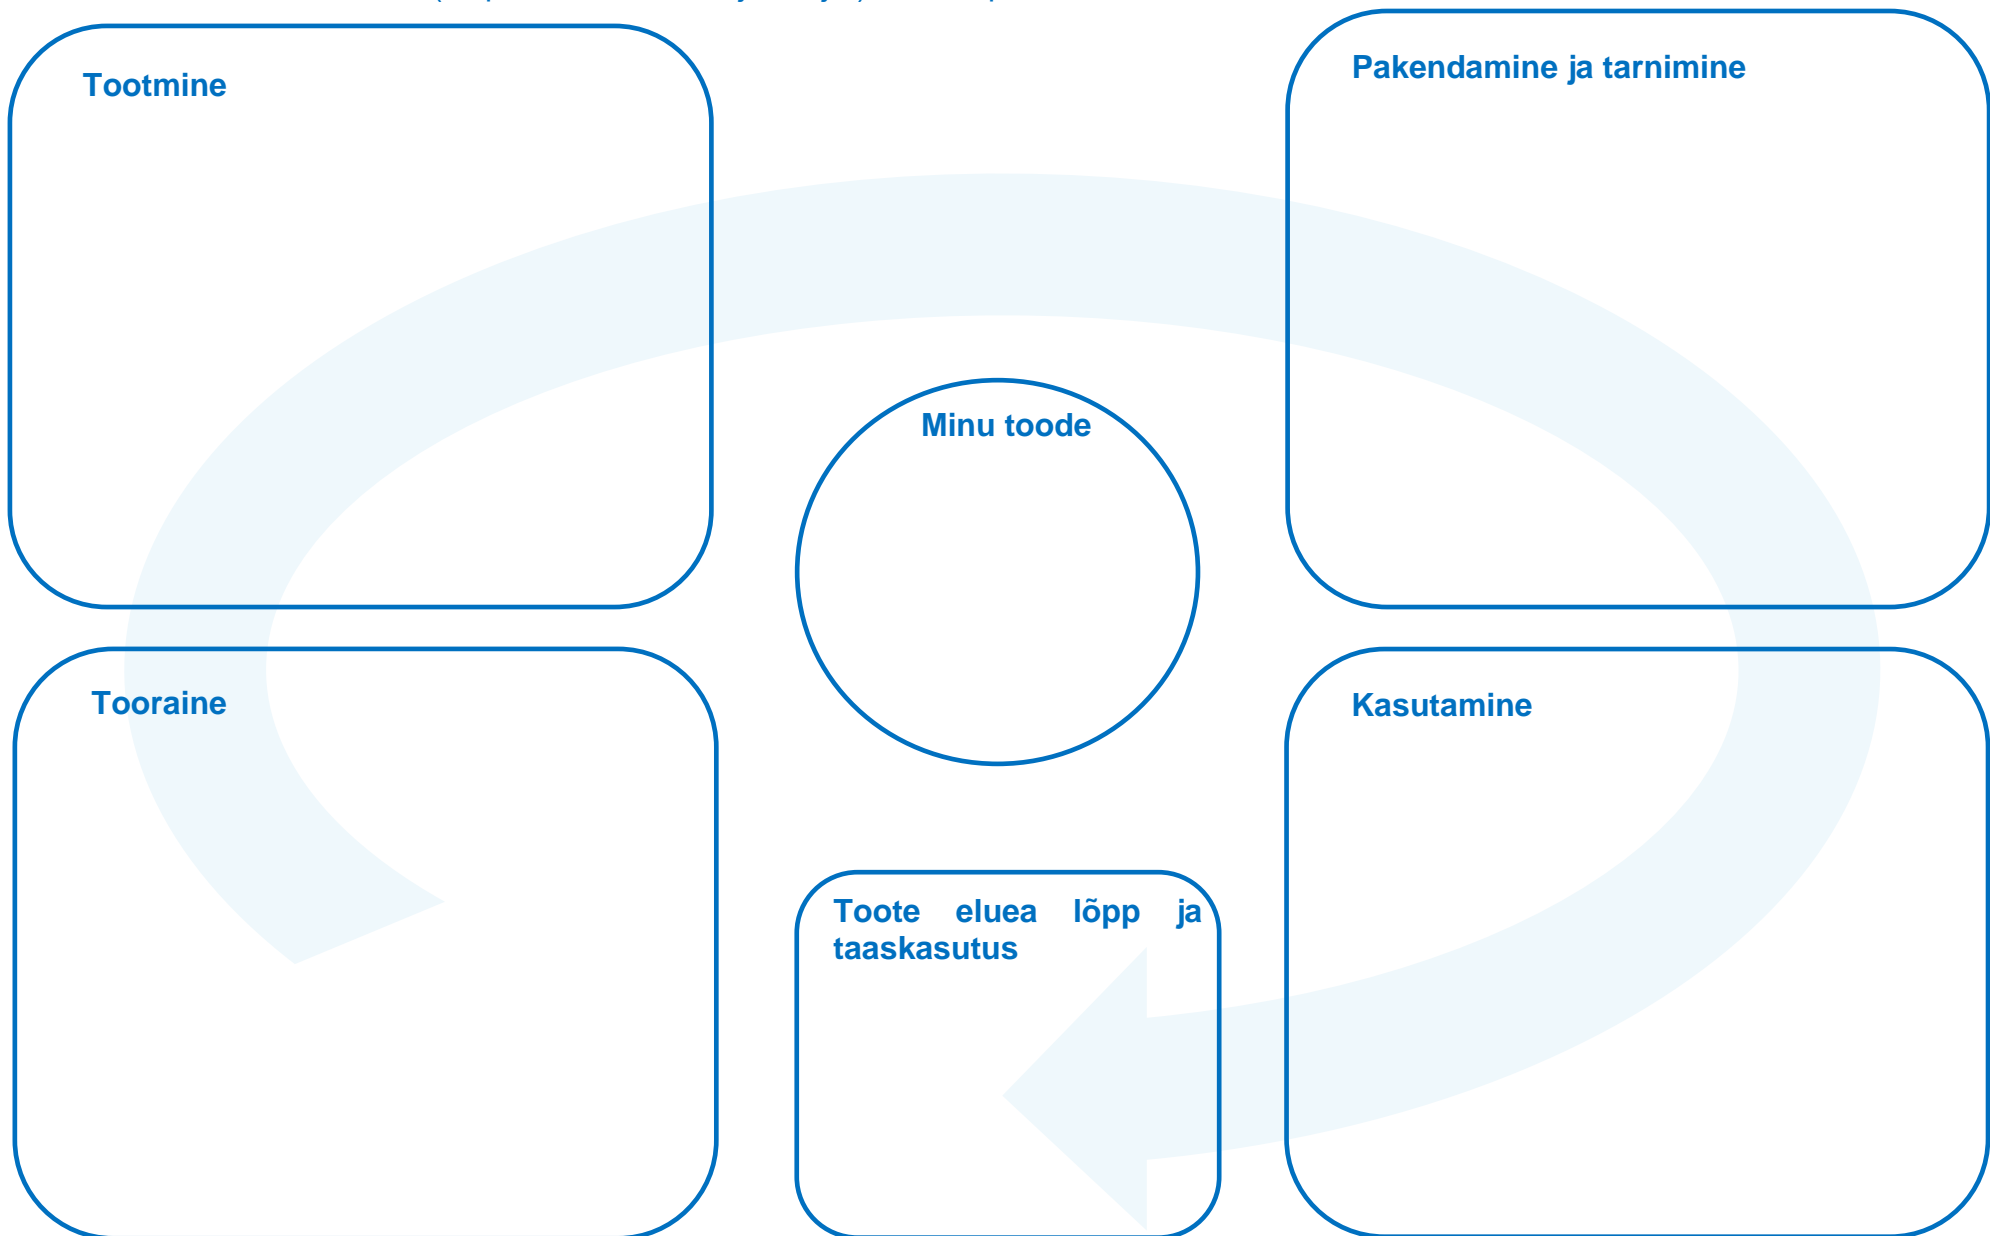 Tootmine
Pakendamine ja tarnimine
Minu toode
Tooraine
Kasutamine
Toote eluea lõpp ja
taaskasutus